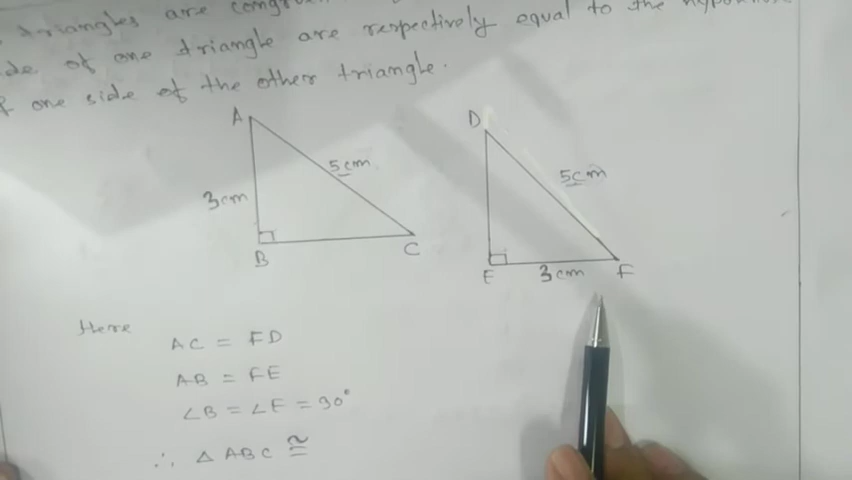 triangles are
of one triangle are respectively equal to the
one side of the other triangle.
A
D
5cm
5cm
3cm
B
C
E
3cm
F
Here
AC = FD
AB = FE
∠B = ∠E = 90°
∴ △ ABC ≅